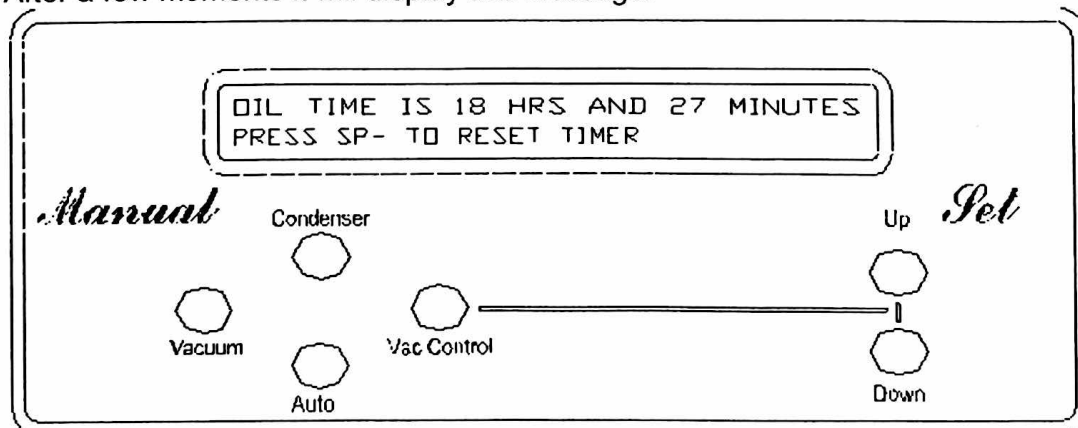 After a few moments it will display this message:
OIL TIME IS 18 HRS AND 27 MINUTES
PRESS SP- TO RESET TIMER
Manual
Condenser
Up
Set
Vacuum
Vac Control
Auto
Down